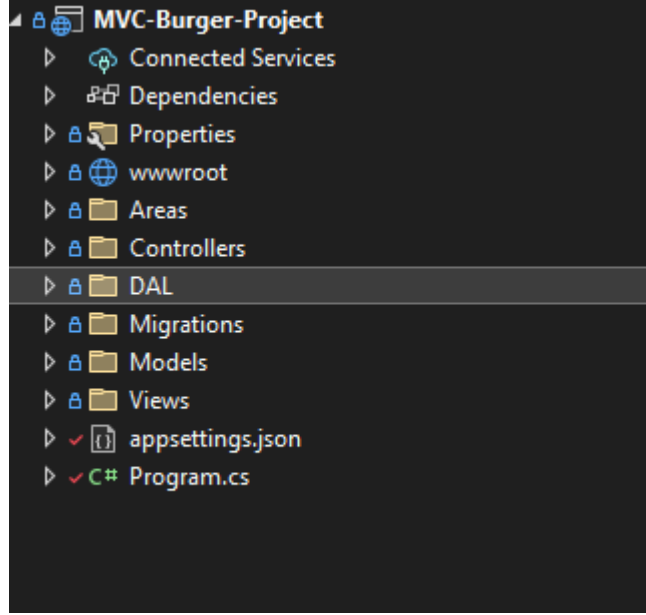 MVC-Burger-Project
Connected Services
Dependencies
Properties
wwwroot
Areas
Controllers
DAL
Migrations
Models
Views
appsettings.json
C# Program.cs